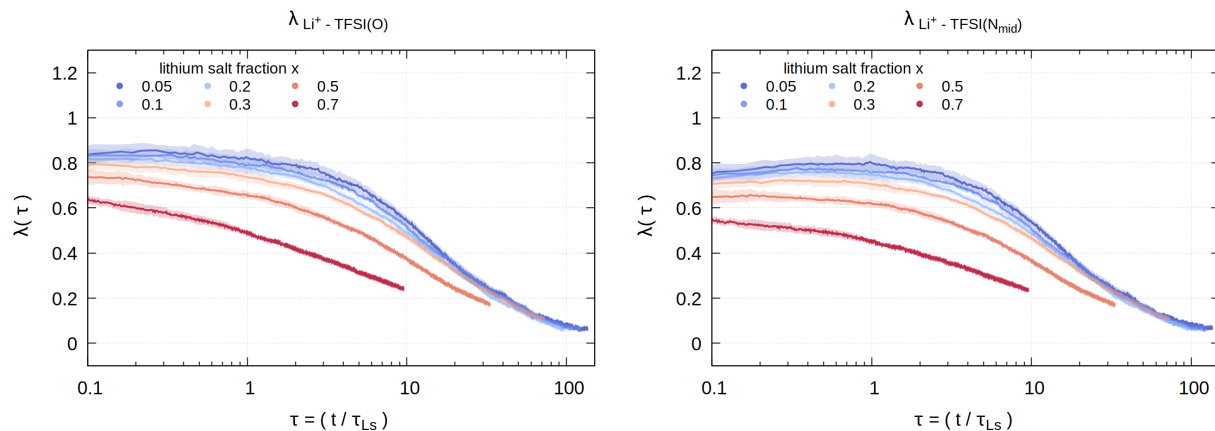 λ Li⁺ - TFSI(O)
lithium salt fraction x
0.05 0.2 0.5
0.1 0.3 0.7
λ( τ )
1.2
1
0.8
0.6
0.4
0.2
0
0.1 1 10 100
τ = ( t / τLs )
λ Li⁺ - TFSI(Nmid)
lithium salt fraction x
0.05 0.2 0.5
0.1 0.3 0.7
λ( τ )
1.2
1
0.8
0.6
0.4
0.2
0
0.1 1 10 100
τ = ( t / τLs )